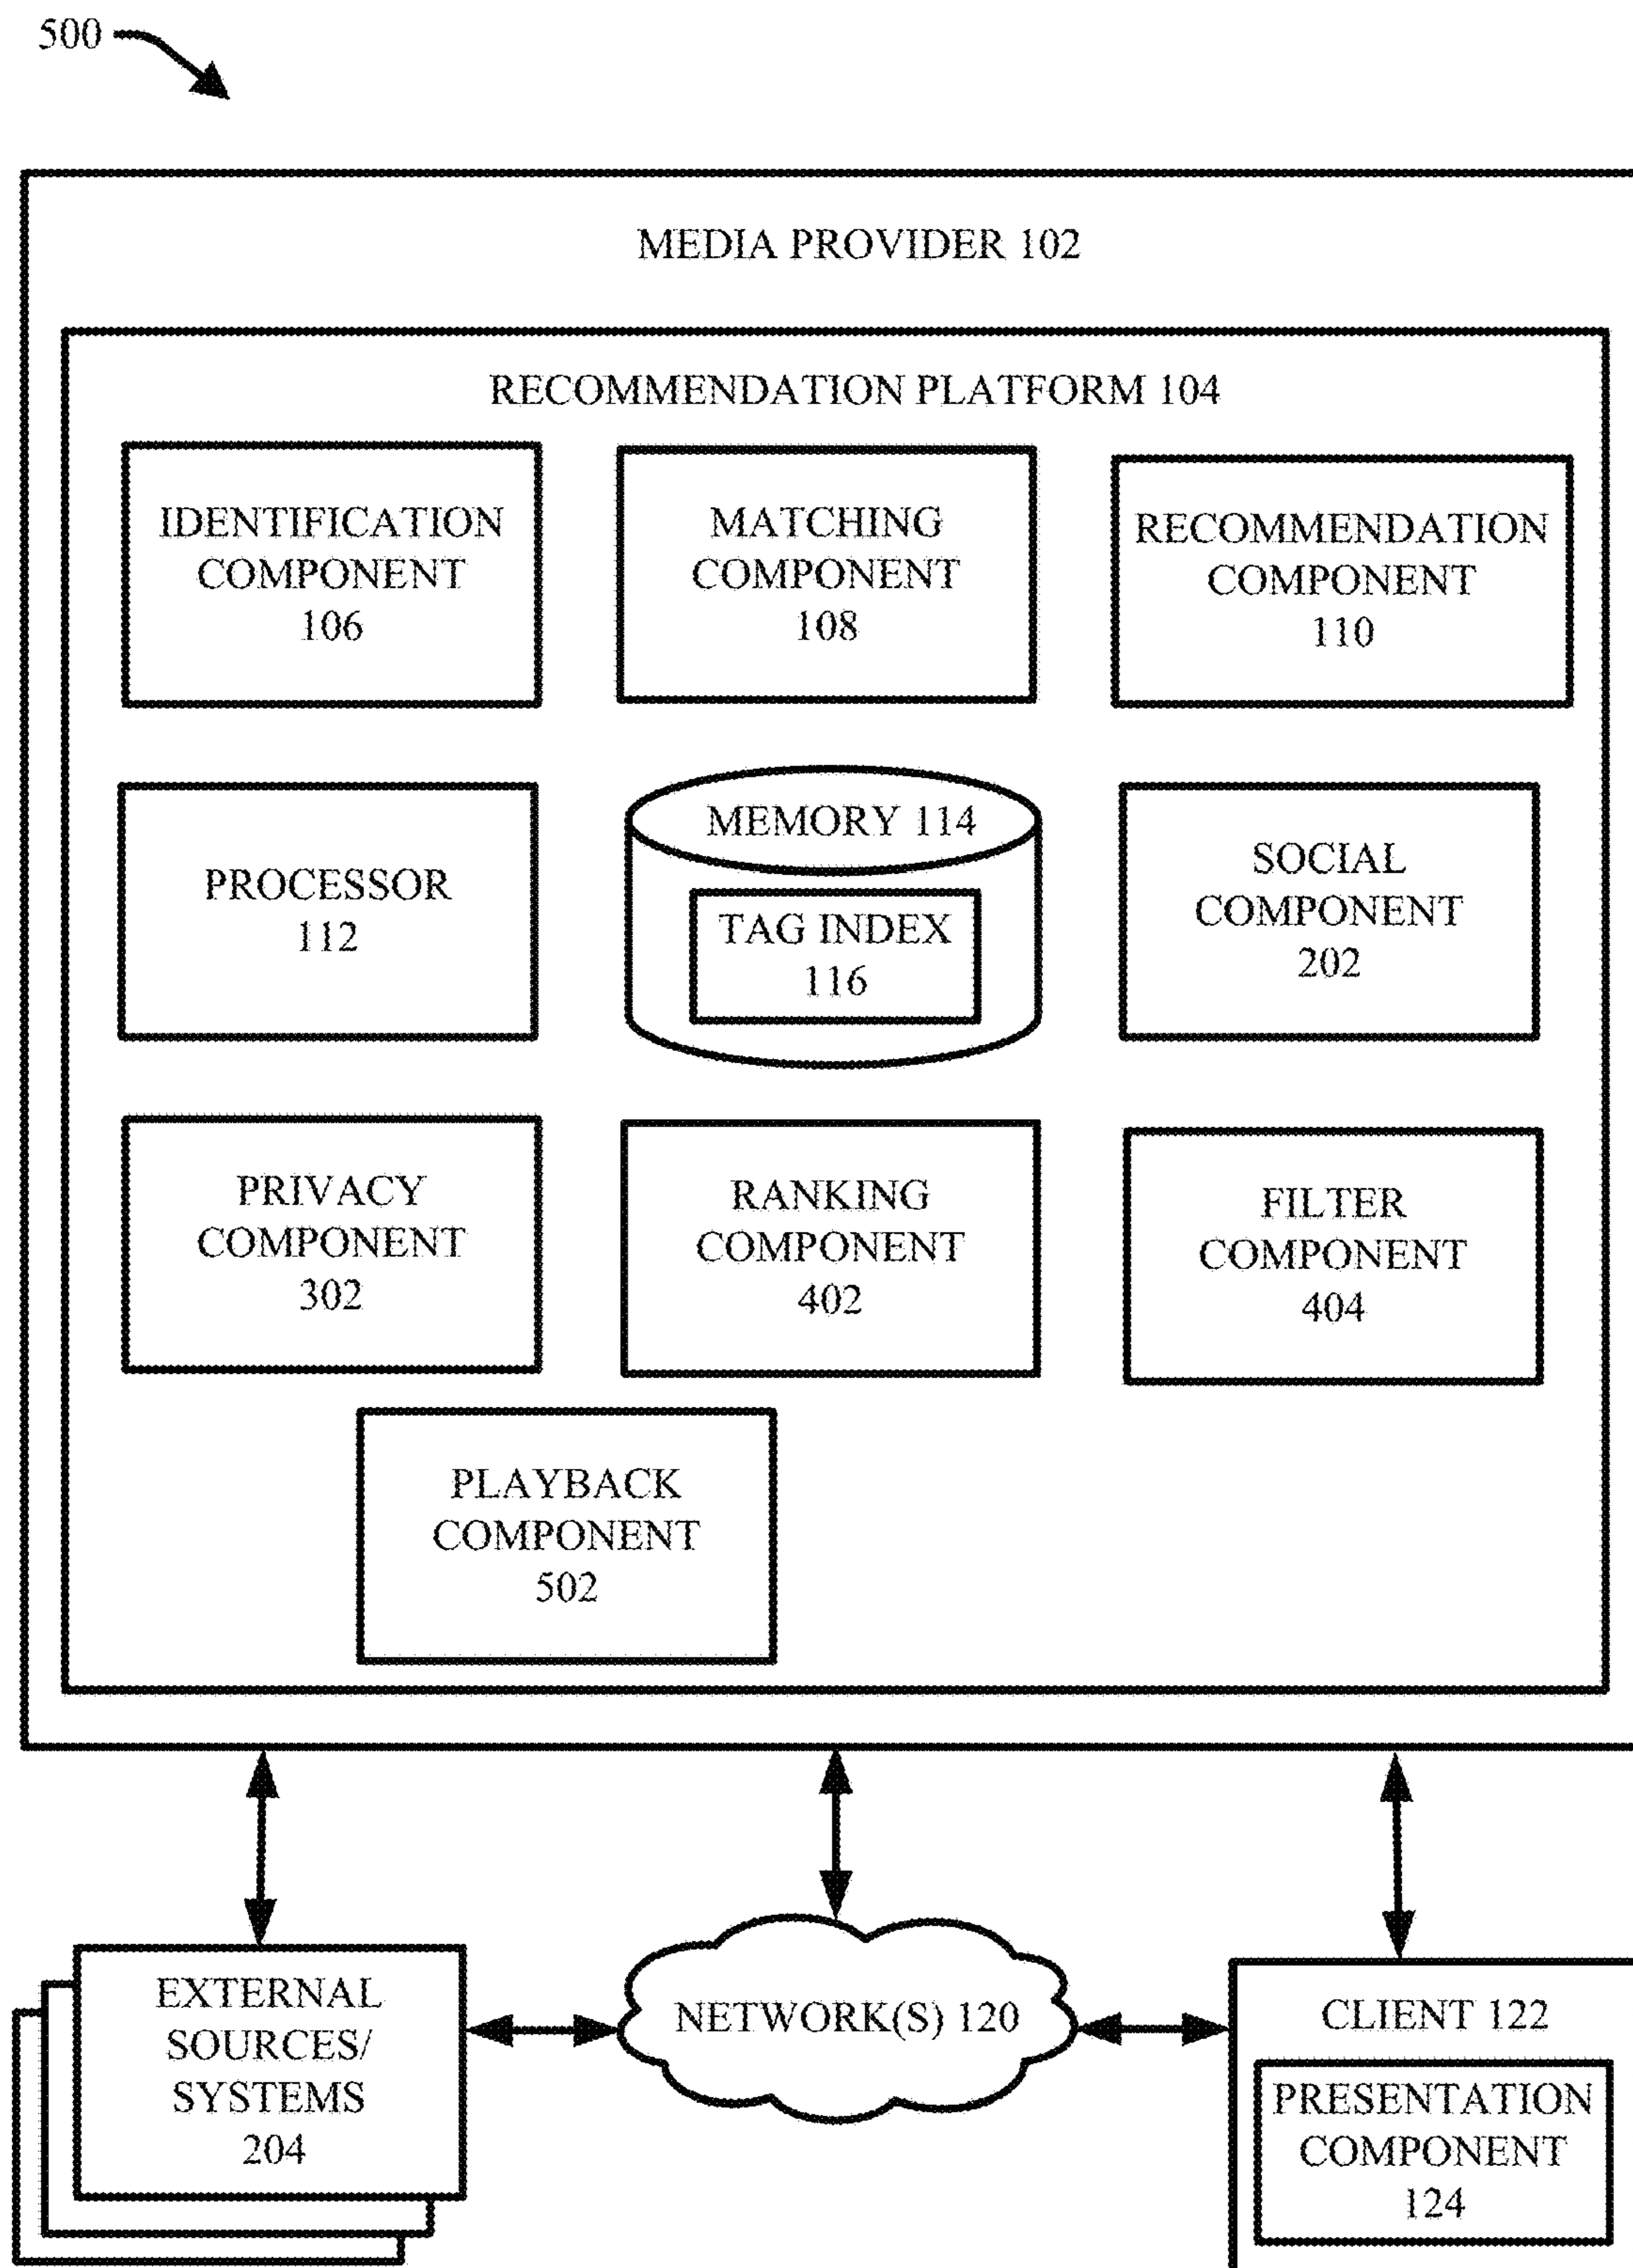 500
MEDIA PROVIDER 102
RECOMMENDATION PLATFORM 104
IDENTIFICATION
COMPONENT
106
MATCHING
COMPONENT
108
RECOMMENDATION
COMPONENT
110
PROCESSOR
112
MEMORY 114
TAG INDEX
116
SOCIAL
COMPONENT
202
PRIVACY
COMPONENT
302
RANKING
COMPONENT
402
FILTER
COMPONENT
404
PLAYBACK
COMPONENT
502
EXTERNAL
SOURCES/
SYSTEMS
204
NETWORK(S) 120
CLIENT 122
PRESENTATION
COMPONENT
124